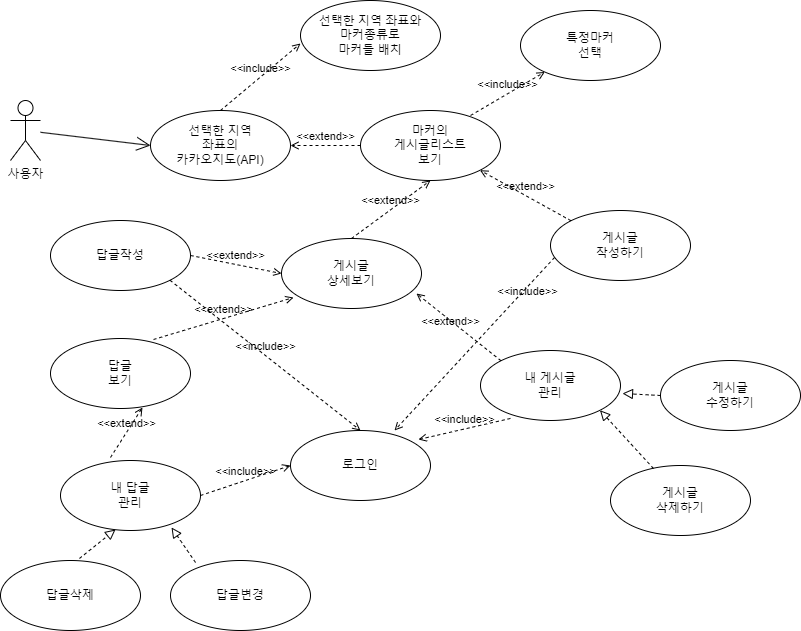 선택한 지역 좌표와
마커종류로
마커들 배치
특정마커
선택
<<include>>
<<include>>
사용자
선택한 지역
좌표의
카카오지도(API)
<<extend>>
마커의
게시글리스트
보기
<<extend>>
<<extend>>
답글작성
<<extend>>
게시글
상세보기
게시글
작성하기
<<extend>>
<<include>>
<<extend>>
<<include>>
답글
보기
내 게시글
관리
게시글
수정하기
<<extend>>
<<include>>
로그인
<<include>>
내 답글
관리
게시글
삭제하기
답글삭제
답글변경